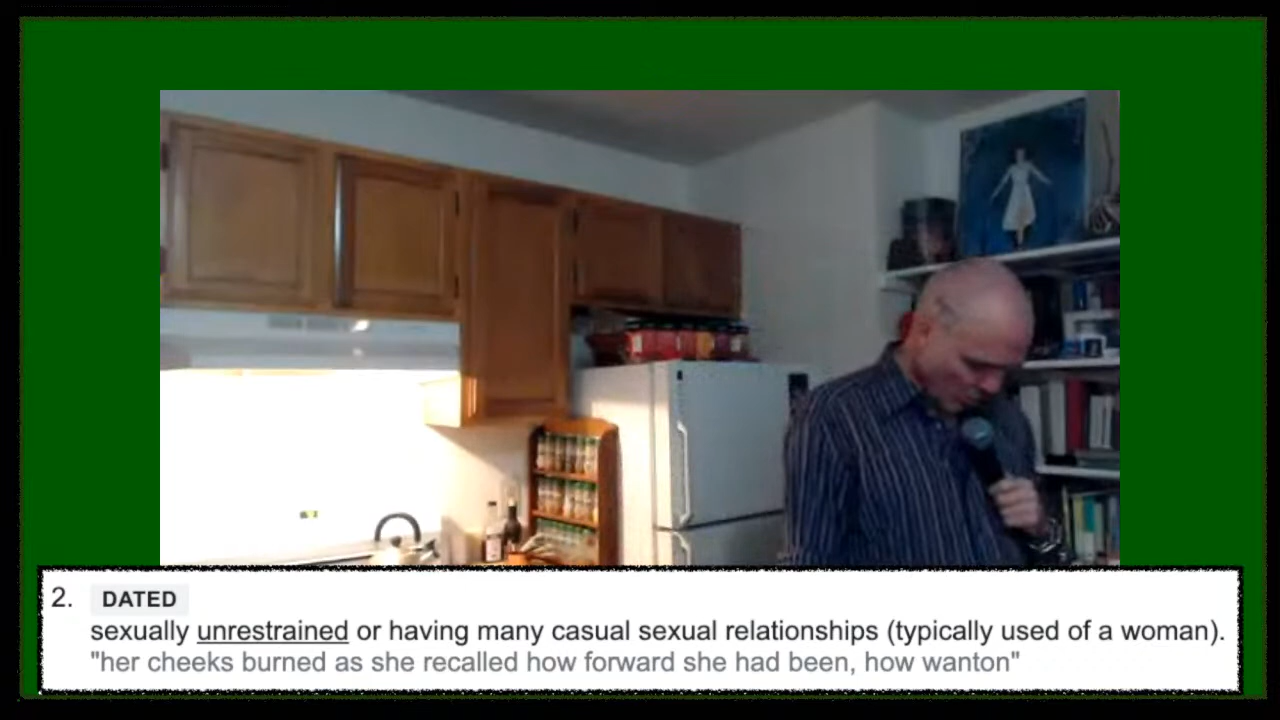 2. DATED
sexually unrestrained or having many casual sexual relationships (typically used of a woman).
"her cheeks burned as she recalled how forward she had been, how wanton"